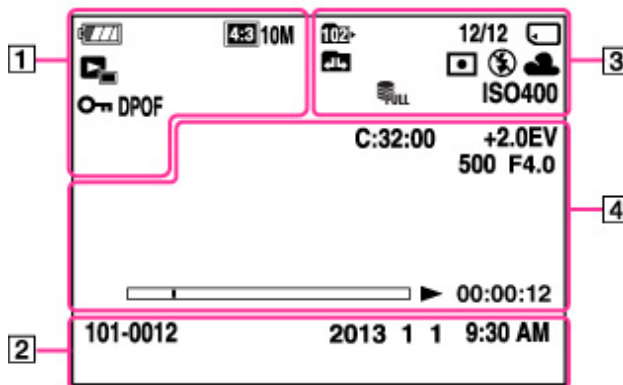 1
4:3 10M
DPOF
102
12/12
FULL
ISO400
3
C:32:00 +2.0EV
500 F4.0
00:00:12
4
101-0012 2013 1 1 9:30 AM
2